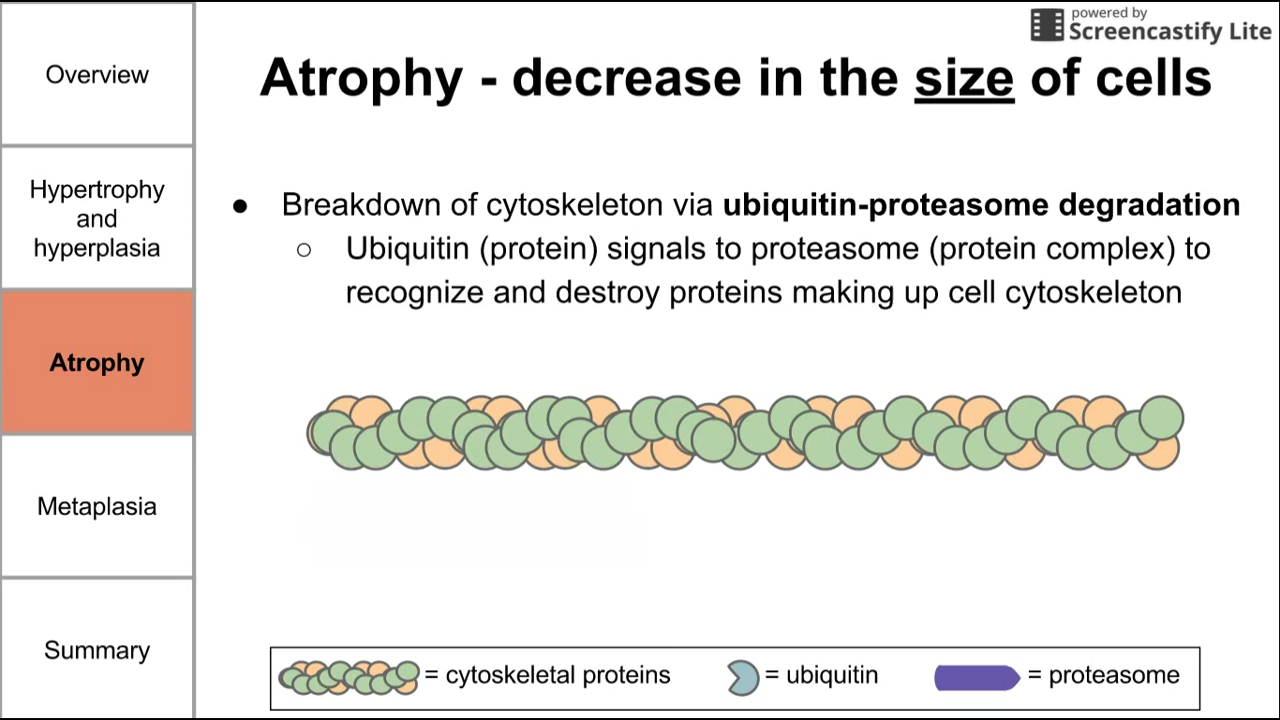 powered by
Screencastify Lite
Overview
Hypertrophy
and
hyperplasia
Atrophy
Metaplasia
Summary
Atrophy - decrease in the size of cells
● Breakdown of cytoskeleton via ubiquitin-proteasome degradation
○ Ubiquitin (protein) signals to proteasome (protein complex) to
recognize and destroy proteins making up cell cytoskeleton
= cytoskeletal proteins
= ubiquitin
= proteasome